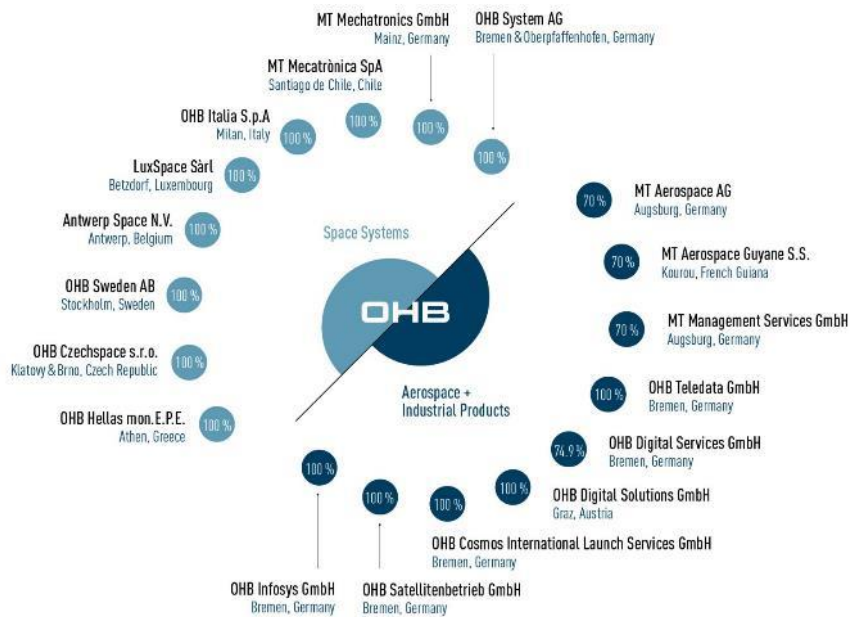 MT Mechatronics GmbH
Mainz, Germany
OHB System AG
Bremen & Oberpfaffenhofen, Germany
MT Mecatrònica SpA
Santiago de Chile, Chile
OHB Italia S.p.A
Milan, Italy
100 %
100 %
100 %
100 %
LuxSpace Sàrl
Betzdorf, Luxembourg
100 %
Antwerp Space N.V.
Antwerp, Belgium
100 %
OHB Sweden AB
Stockholm, Sweden
100 %
OHB Czechspace s.r.o.
Klatovy & Brno, Czech Republic
100 %
OHB Hellas mon.E.P.E.
Athen, Greece
100 %
Space Systems
OHB
Aerospace +
Industrial Products
70 %
MT Aerospace AG
Augsburg, Germany
70 %
MT Aerospace Guyane S.S.
Kourou, French Guiana
70 %
MT Management Services GmbH
Augsburg, Germany
100 %
OHB Teledata GmbH
Bremen, Germany
74.9 %
OHB Digital Services GmbH
Bremen, Germany
100 %
OHB Digital Solutions GmbH
Graz, Austria
100 %
OHB Cosmos International Launch Services GmbH
Bremen, Germany
100 %
OHB Satellitenbetrieb GmbH
Bremen, Germany
100 %
OHB Infosys GmbH
Bremen, Germany